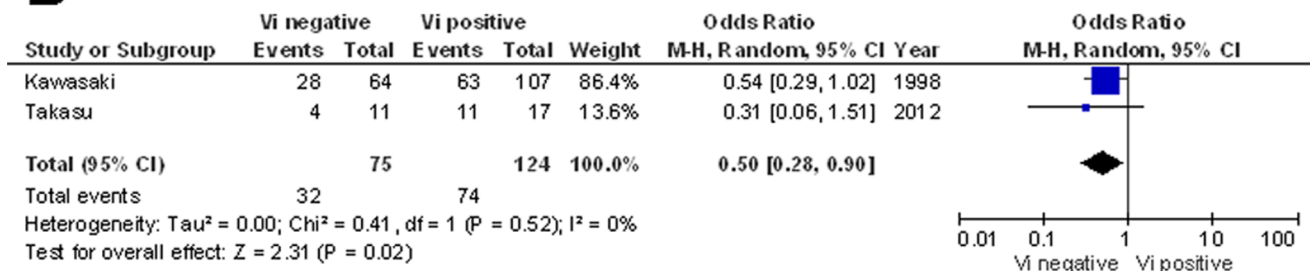 Vi negative Vi positive Odds Ratio Odds Ratio
Study or Subgroup Events Total Events Total Weight M-H, Random, 95% CI Year M-H, Random, 95% CI
Kawasaki 28 64 63 107 86.4% 0.54 [0.29, 1.02] 1998
Takasu 4 11 11 17 13.6% 0.31 [0.06, 1.51] 2012
Total (95% CI) 75 124 100.0% 0.50 [0.28, 0.90]
Total events 32 74
Heterogeneity: Tau² = 0.00; Chi² = 0.41, df = 1 (P = 0.52); I² = 0%
Test for overall effect: Z = 2.31 (P = 0.02)
0.01 0.1 1 10 100
Vi negative Vi positive